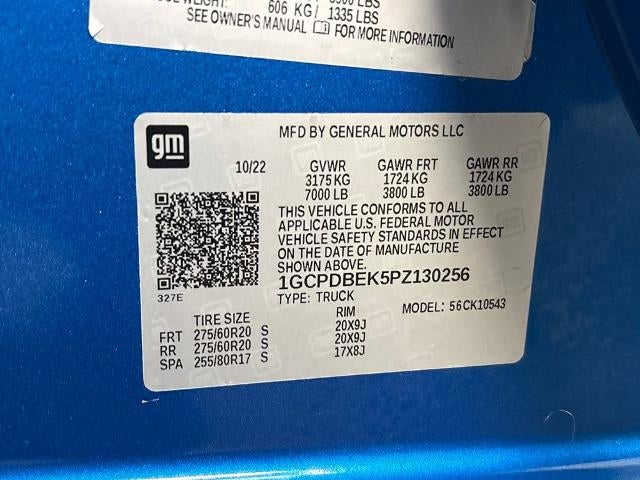 606 KG/ 1335 LBS
SEE OWNER'S MANUAL FOR MORE INFORMATION
gm
MFD BY GENERAL MOTORS LLC
10/22 GVWR GAWR FRT GAWR RR
3175 KG 1724 KG 1724 KG
7000 LB 3800 LB 3800 LB
THIS VEHICLE CONFORMS TO ALL
APPLICABLE U.S. FEDERAL MOTOR
VEHICLE SAFETY STANDARDS IN EFFECT
ON THE DATE OF MANUFACTURE
SHOWN ABOVE.
327E
1GCPDBEK5PZ130256
TYPE: TRUCK MODEL: 56CK10543
TIRE SIZE RIM
FRT 275/60R20 S 20X9J
RR 275/60R20 S 20X9J
SPA 255/80R17 S 17X8J